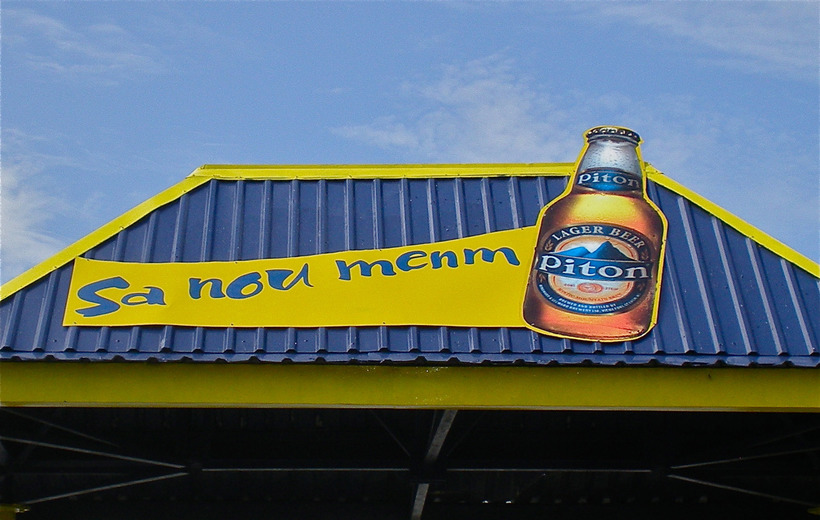 Sa nou menm
Piton
LAGER BEER
Piton